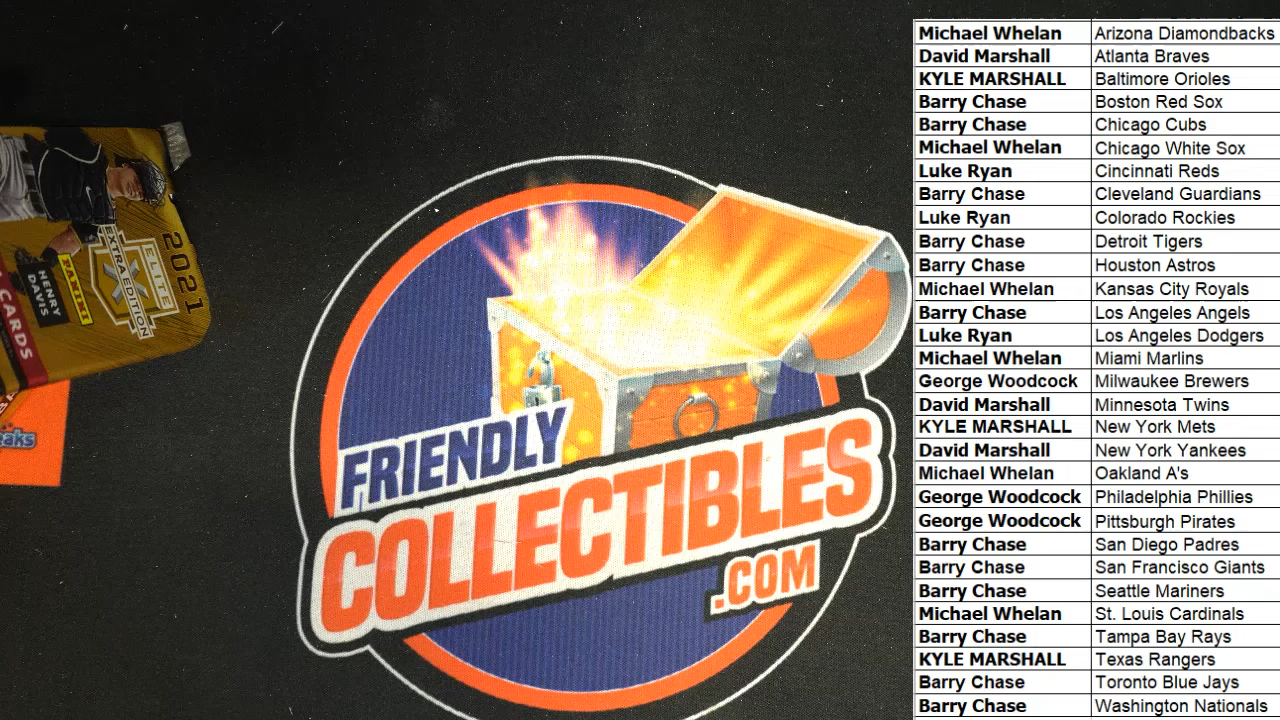 Michael Whelan Arizona Diamondbacks
David Marshall Atlanta Braves
KYLE MARSHALL Baltimore Orioles
Barry Chase Boston Red Sox
Barry Chase Chicago Cubs
Michael Whelan Chicago White Sox
Luke Ryan Cincinnati Reds
Barry Chase Cleveland Guardians
Luke Ryan Colorado Rockies
Barry Chase Detroit Tigers
Barry Chase Houston Astros
Michael Whelan Kansas City Royals
Barry Chase Los Angeles Angels
Luke Ryan Los Angeles Dodgers
Michael Whelan Miami Marlins
George Woodcock Milwaukee Brewers
David Marshall Minnesota Twins
KYLE MARSHALL New York Mets
David Marshall New York Yankees
Michael Whelan Oakland A's
George Woodcock Philadelphia Phillies
George Woodcock Pittsburgh Pirates
Barry Chase San Diego Padres
Barry Chase San Francisco Giants
Barry Chase Seattle Mariners
Michael Whelan St. Louis Cardinals
Barry Chase Tampa Bay Rays
KYLE MARSHALL Texas Rangers
Barry Chase Toronto Blue Jays
Barry Chase Washington Nationals
2021
ELITE
EXTRA EDITION
PANINI
HENRY
DAVIS
CARDS
eaks
FRIENDLY
COLLECTIBLES
.COM